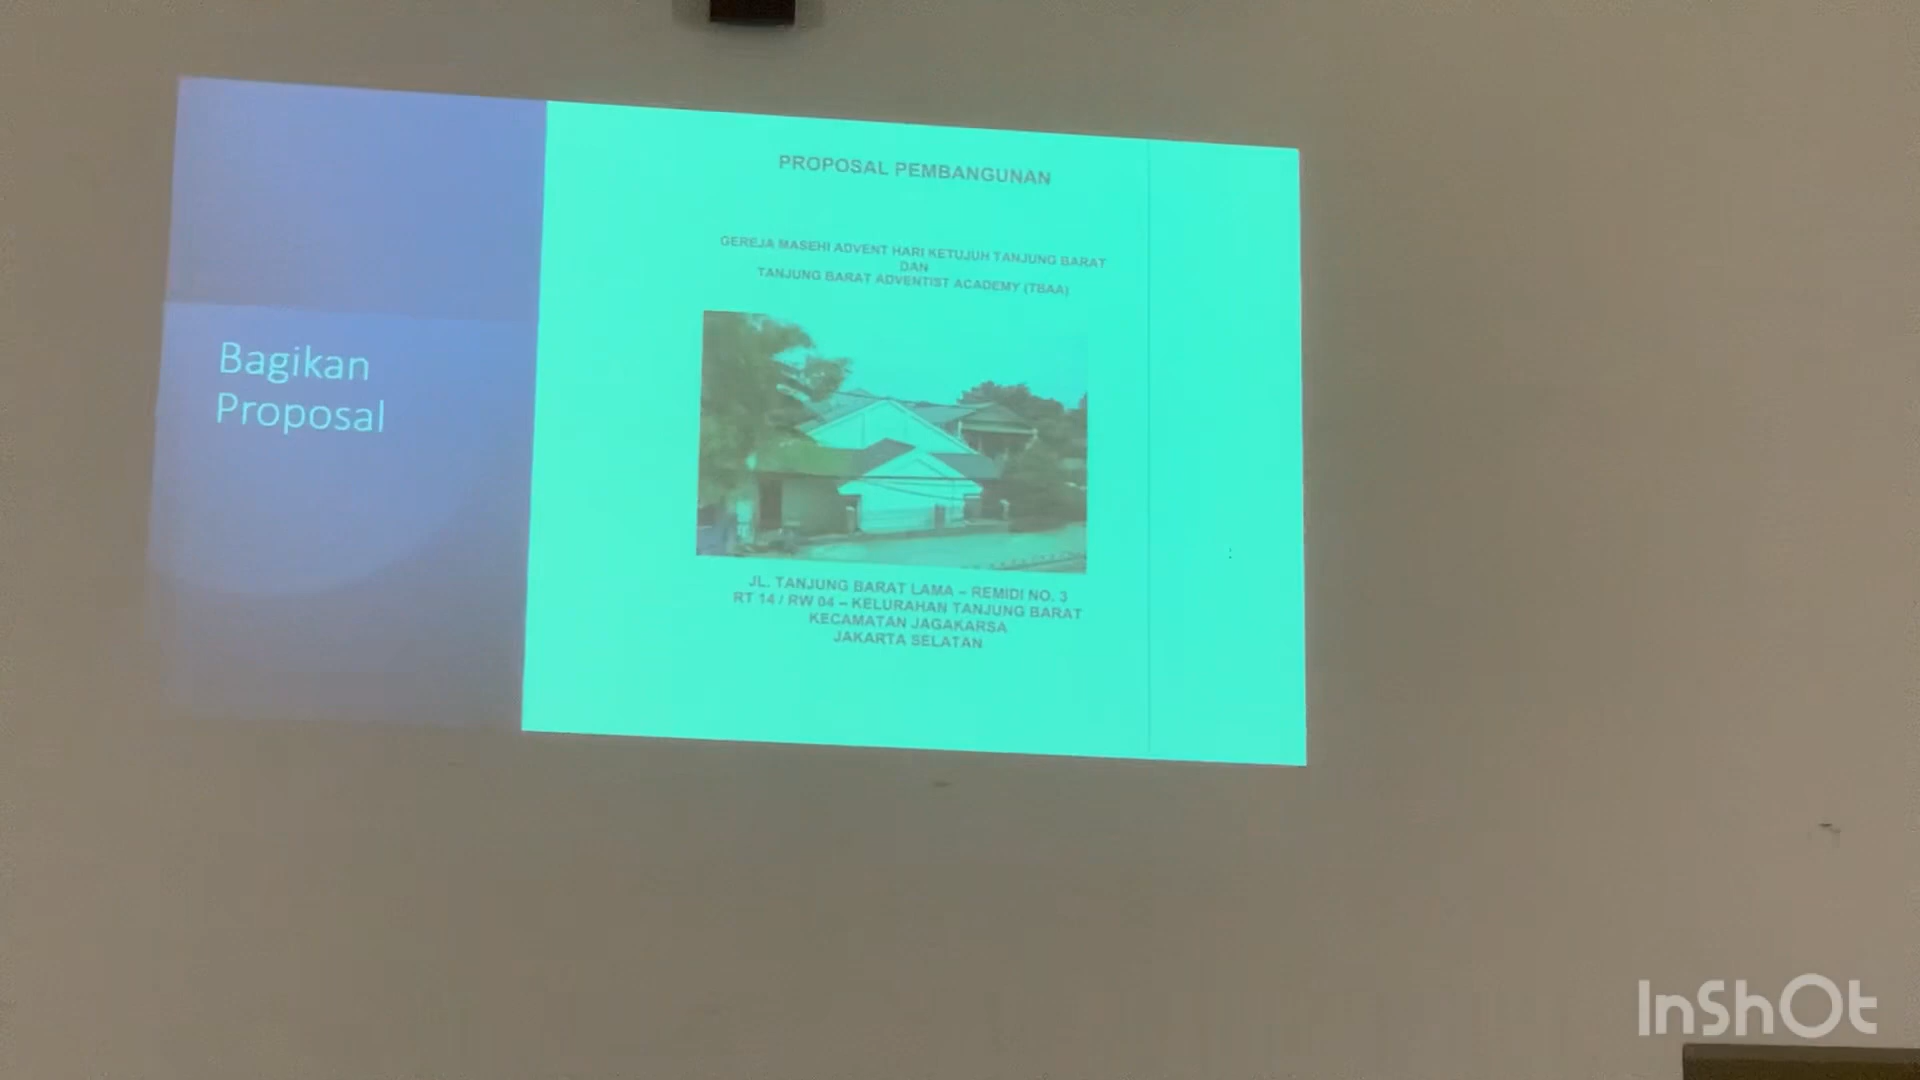 Bagikan
Proposal
PROPOSAL PEMBANGUNAN
GEREJA MASEHI ADVENT HARI KETUJUH TANJUNG BARAT
DAN
TANJUNG BARAT ADVENTIST ACADEMY (TBAA)
JL. TANJUNG BARAT LAMA – REMIDI NO. 3
RT 14 / RW 04 – KELURAHAN TANJUNG BARAT
KECAMATAN JAGAKARSA
JAKARTA SELATAN
InShOt